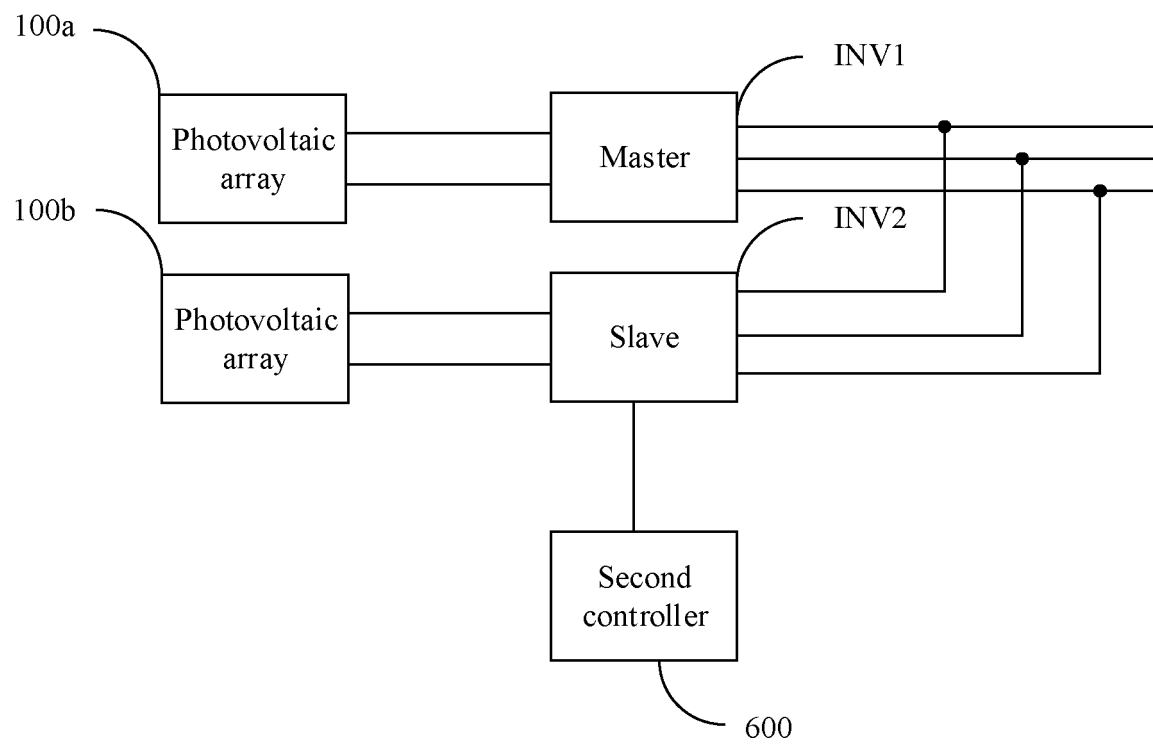 100a
INV1
Photovoltaic
array
Master
100b
INV2
Photovoltaic
array
Slave
Second
controller
600